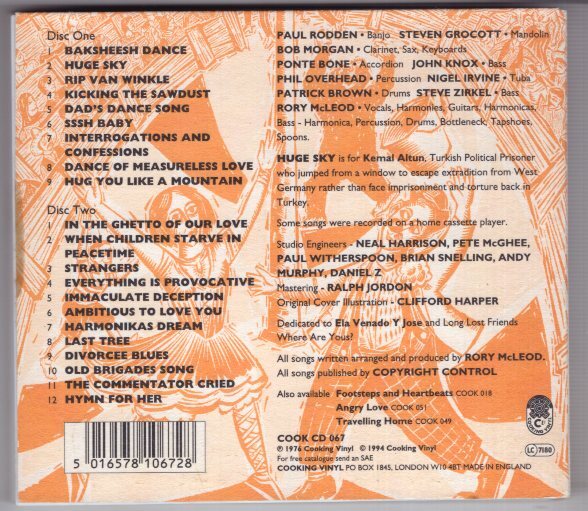 Disc One
1 BAKSHEESH DANCE
2 HUGE SKY
3 RIP VAN WINKLE
4 KICKING THE SAWDUST
5 DAD'S DANCE SONG
6 SSSH BABY
7 INTERROGATIONS AND
CONFESSIONS
8 DANCE OF MEASURELESS LOVE
9 HUG YOU LIKE A MOUNTAIN
Disc Two
1 IN THE GHETTO OF OUR LOVE
2 WHEN CHILDREN STARVE IN
PEACETIME
3 STRANGERS
4 EVERYTHING IS PROVOCATIVE
5 IMMACULATE DECEPTION
6 AMBITIOUS TO LOVE YOU
7 HARMONIKAS DREAM
8 LAST TREE
9 DIVORCEE BLUES
10 OLD BRIGADES SONG
11 THE COMMENTATOR CRIED
12 HYMN FOR HER
5 016578 106728
PAUL RODDEN • Banjo STEVEN GROCOTT • Mandolin
BOB MORGAN • Clarinet, Sax, Keyboards
PONTE BONE • Accordion JOHN KNOX • Bass
PHIL OVERHEAD • Percussion NIGEL IRVINE • Tuba
PATRICK BROWN • Drums STEVE ZIRKEL • Bass
RORY McLEOD • Vocals, Harmonies, Guitars, Harmonicas,
Bass - Harmonica, Percussion, Drums, Bottleneck, Tapshoes,
Spoons.
HUGE SKY is for Kemal Altun, Turkish Political Prisoner
who jumped from a window to escape extradition from West
Germany rather than face imprisonment and torture back in
Turkey.
Some songs were recorded on a home cassette player.
Studio Engineers - NEAL HARRISON, PETE McGHEE,
PAUL WITHERSPOON, BRIAN SNELLING, ANDY
MURPHY, DANIEL Z
Mastering - RALPH JORDON
Original Cover Illustration - CLIFFORD HARPER
Dedicated to Ela Venado Y Jose and Long Lost Friends
Where Are Yous?
All songs written arranged and produced by RORY McLEOD.
All songs published by COPYRIGHT CONTROL
Also available Footsteps and Heartbeats COOK 018
Angry Love COOK 051
Travelling Home COOK 049
COOK CD 067
℗ 1976 Cooking Vinyl © 1994 Cooking Vinyl
For free catalogue send an SAE
COOKING VINYL PO BOX 1845, LONDON W10 4BT MADE IN ENGLAND
COOKING VINYL
LC 7180